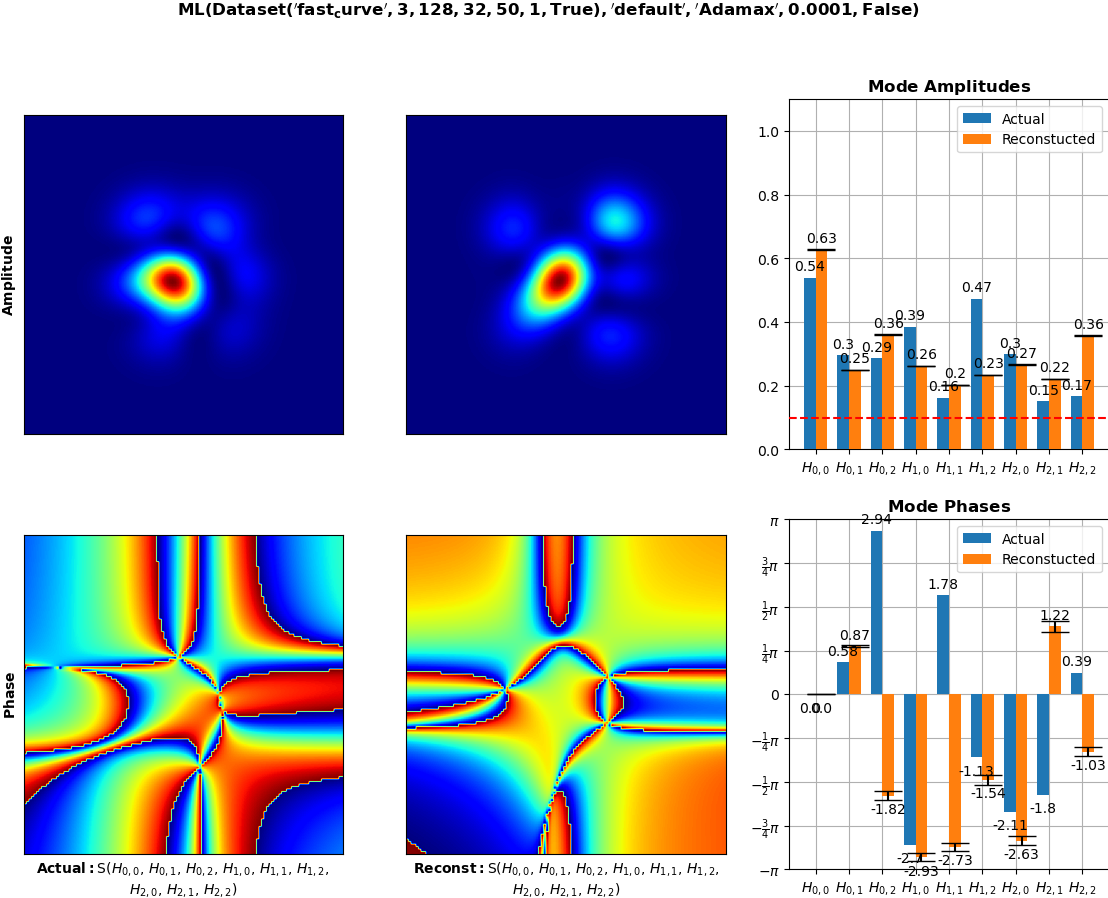 ML(Dataset('fast_curve', 3, 128, 32, 50, 1, True), 'default', 'Adamax', 0.0001, False)
Amplitude
Mode Amplitudes
Actual
Reconstucted
1.0
0.8
0.6
0.4
0.2
0.0
0.54
0.63
0.3
0.25
0.29
0.36
0.39
0.26
0.16
0.2
0.47
0.23
0.3
0.27
0.15
0.22
0.17
0.36
H0,0 H0,1 H0,2 H1,0 H1,1 H1,2 H2,0 H2,1 H2,2
Phase
Actual: S(H0,0, H0,1, H0,2, H1,0, H1,1, H1,2,
H2,0, H2,1, H2,2)
Reconst: S(H0,0, H0,1, H0,2, H1,0, H1,1, H1,2,
H2,0, H2,1, H2,2)
Mode Phases
Actual
Reconstucted
π
3/4π
1/2π
1/4π
0
−1/4π
−1/2π
−3/4π
−π
0.0
0.58
0.87
2.94
-1.82
-2.93
1.78
-2.73
-1.13
-1.54
-2.11
-2.63
-1.8
1.22
0.39
-1.03
H0,0 H0,1 H0,2 H1,0 H1,1 H1,2 H2,0 H2,1 H2,2